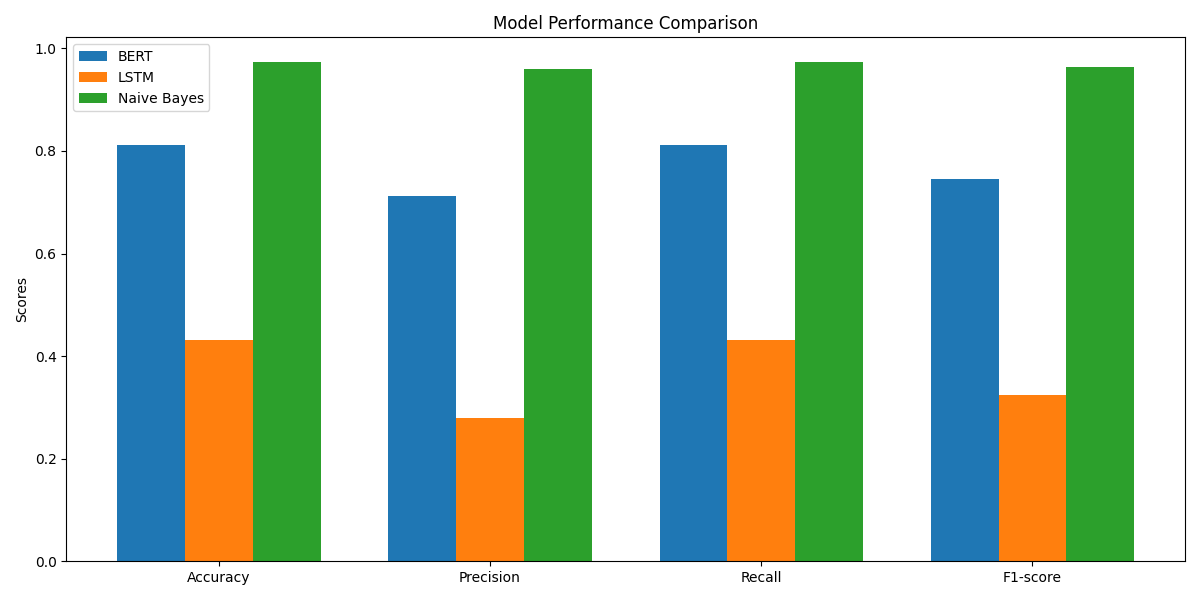 Model Performance Comparison
BERT
LSTM
Naive Bayes
Scores
1.0
0.8
0.6
0.4
0.2
0.0
Accuracy Precision Recall F1-score